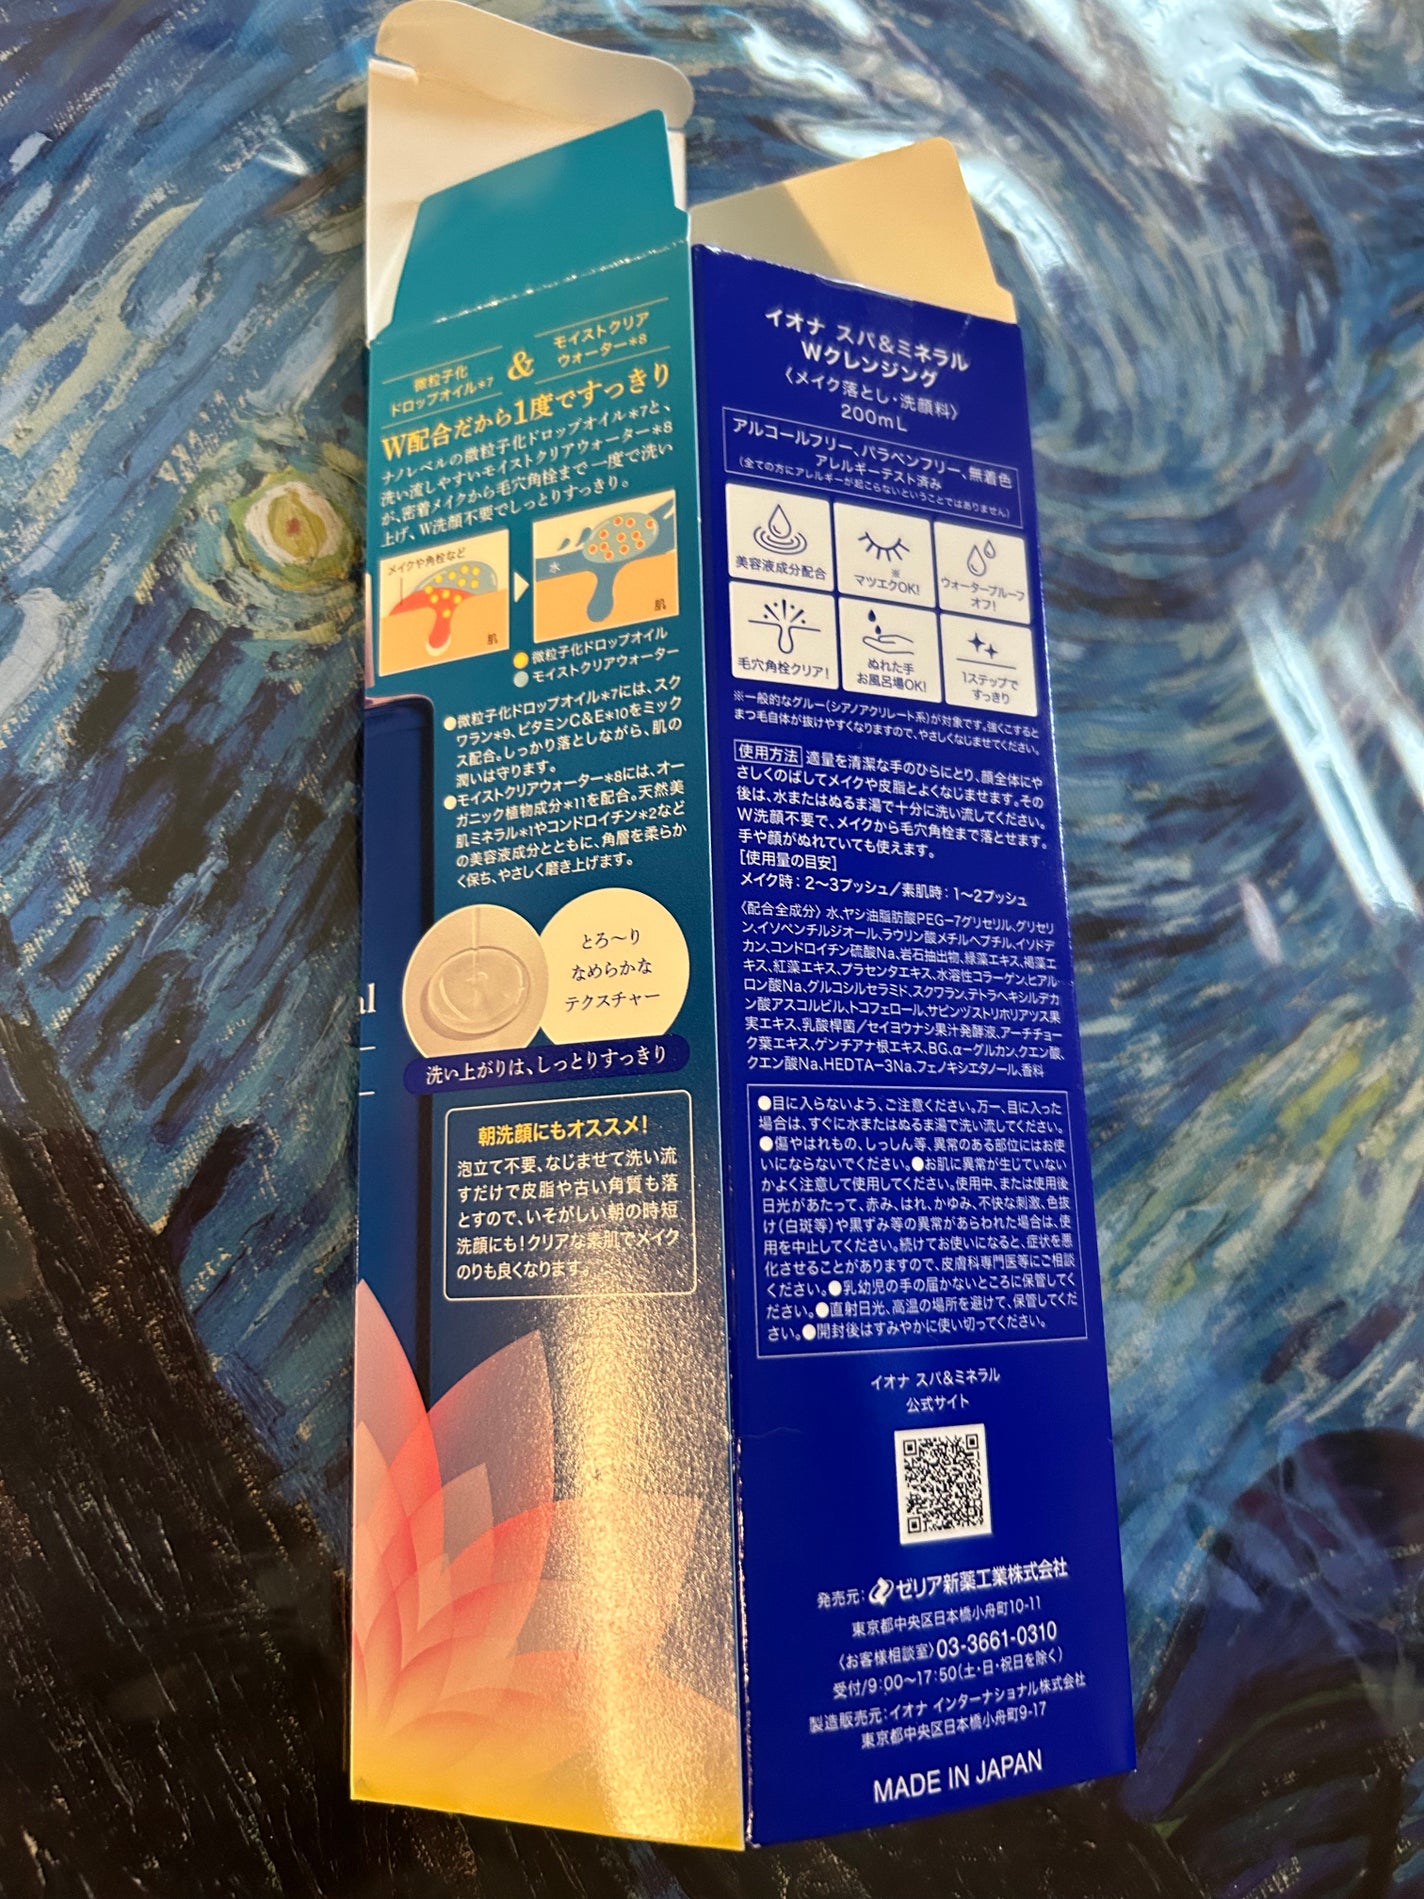 微粒子化
ドロップオイル*7
&
モイストクリア
ウォーター*8
W配合だから1度ですっきり
ナノレベルの微粒子化ドロップオイル*7と、
洗い流しやすいモイストクリアウォーター*8
が、密着メイクから毛穴角栓まで一度で洗い
上げ、W洗顔不要でしっとりすっきり。
メイクや角栓など
肌
水
肌
微粒子化ドロップオイル
モイストクリアウォーター
●微粒子化ドロップオイル*7には、スク
ワラン*9、ビタミンC&E*10をミック
ス配合。しっかり落としながら、肌の
潤いは守ります。
●モイストクリアウォーター*8には、オー
ガニック植物成分*11を配合。天然美
肌ミネラル*1やコンドロイチン*2など
の美容液成分とともに、角層を柔らか
く保ち、やさしく磨き上げます。
とろ〜り
なめらかな
テクスチャー
洗い上がりは、しっとりすっきり
朝洗顔にもオススメ!
泡立て不要、なじませて洗い流
すだけで皮脂や古い角質も落
とすので、いそがしい朝の時短
洗顔にも!クリアな素肌でメイク
のりも良くなります。
al
イオナ スパ&ミネラル
Wクレンジング
〈メイク落とし・洗顔料〉
200mL
アルコールフリー、パラベンフリー、無着色
アレルギーテスト済み
(全ての方にアレルギーが起こらないということではありません)
美容液成分配合
※
マツエクOK!
ウォータープルーフ
オフ!
毛穴角栓クリア!
ぬれた手
お風呂場OK!
1ステップで
すっきり
※一般的なグルー(シアノアクリレート系)が対象です。強くこすると
まつ毛自体が抜けやすくなりますので、やさしくなじませてください。
使用方法 適量を清潔な手のひらにとり、顔全体にや
さしくのばしてメイクや皮脂とよくなじませます。その
後は、水またはぬるま湯で十分に洗い流してください。
W洗顔不要で、メイクから毛穴角栓まで落とせます。
手や顔がぬれていても使えます。
[使用量の目安]
メイク時:2〜3プッシュ/素肌時:1〜2プッシュ
〈配合全成分〉水、ヤシ油脂肪酸PEG-7グリセリル、グリセリ
ン、イソペンチルジオール、ラウリン酸メチルヘプチル、イソドデ
カン、コンドロイチン硫酸Na、岩石抽出物、緑藻エキス、褐藻エ
キス、紅藻エキス、プラセンタエキス、水溶性コラーゲン、ヒアル
ロン酸Na、グルコシルセラミド、スクワラン、テトラヘキシルデカ
ン酸アスコルビル、トコフェロール、サピンヅストリホリアツス果
実エキス、乳酸桿菌/セイヨウナシ果汁発酵液、アーチチョー
ク葉エキス、ゲンチアナ根エキス、BG、α-グルカン、クエン酸、
クエン酸Na、HEDTA-3Na、フェノキシエタノール、香料
●目に入らないよう、ご注意ください。万一、目に入った
場合は、すぐに水またはぬるま湯で洗い流してください。
●傷やはれもの、しっしん等、異常のある部位にはお使
いにならないでください。●お肌に異常が生じていない
かよく注意して使用してください。使用中、または使用後
日光があたって、赤み、はれ、かゆみ、不快な刺激、色抜
け(白斑等)や黒ずみ等の異常があらわれた場合は、使
用を中止してください。続けてお使いになると、症状を悪
化させることがありますので、皮膚科専門医等にご相談
ください。●乳幼児の手の届かないところに保管してく
ださい。●直射日光、高温の場所を避けて、保管してくだ
さい。●開封後はすみやかに使い切ってください。
イオナ スパ&ミネラル
公式サイト
発売元:ゼリア新薬工業株式会社
東京都中央区日本橋小舟町10-11
〈お客様相談室〉03-3661-0310
受付/9:00〜17:50(土・日・祝日を除く)
製造販売元:イオナ インターナショナル株式会社
東京都中央区日本橋小舟町9-17
MADE IN JAPAN